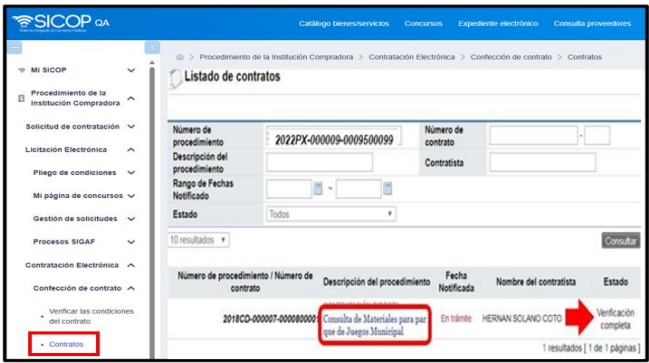 SICOP QA
Catálogo bienes/servicios Concursos Expediente electrónico Consulta proveedores
> Procedimiento de la Institución Compradora > Contratación Electrónica > Confección de contrato > Contratos
Mi SICOP
Procedimiento de la
Institución Compradora
Solicitud de contratación
Licitación Electrónica
Pliego de condiciones
Mi página de concursos
Gestión de solicitudes
Procesos SIGAF
Contratación Electrónica
Confección de contrato
Verificar las condiciones
del contrato
Contratos
Listado de contratos
Número de
procedimiento
2022PX-000009-0009500099
Número de
contrato
-
Descripción del
procedimiento
Contratista
Rango de Fechas
Notificado
~
Estado
Todos
10 resultados
Consultar
Número de procedimiento / Número de
contrato
Descripción del procedimiento
Fecha
Notificada
Nombre del contratista
Estado
2018CD-000007-000080000
Consulta de Materiales para par
que de Juegos Municipal
En trámite
HERNAN SOLANO COTO
Verificación
completa
1 resultados [ 1 de 1 páginas ]